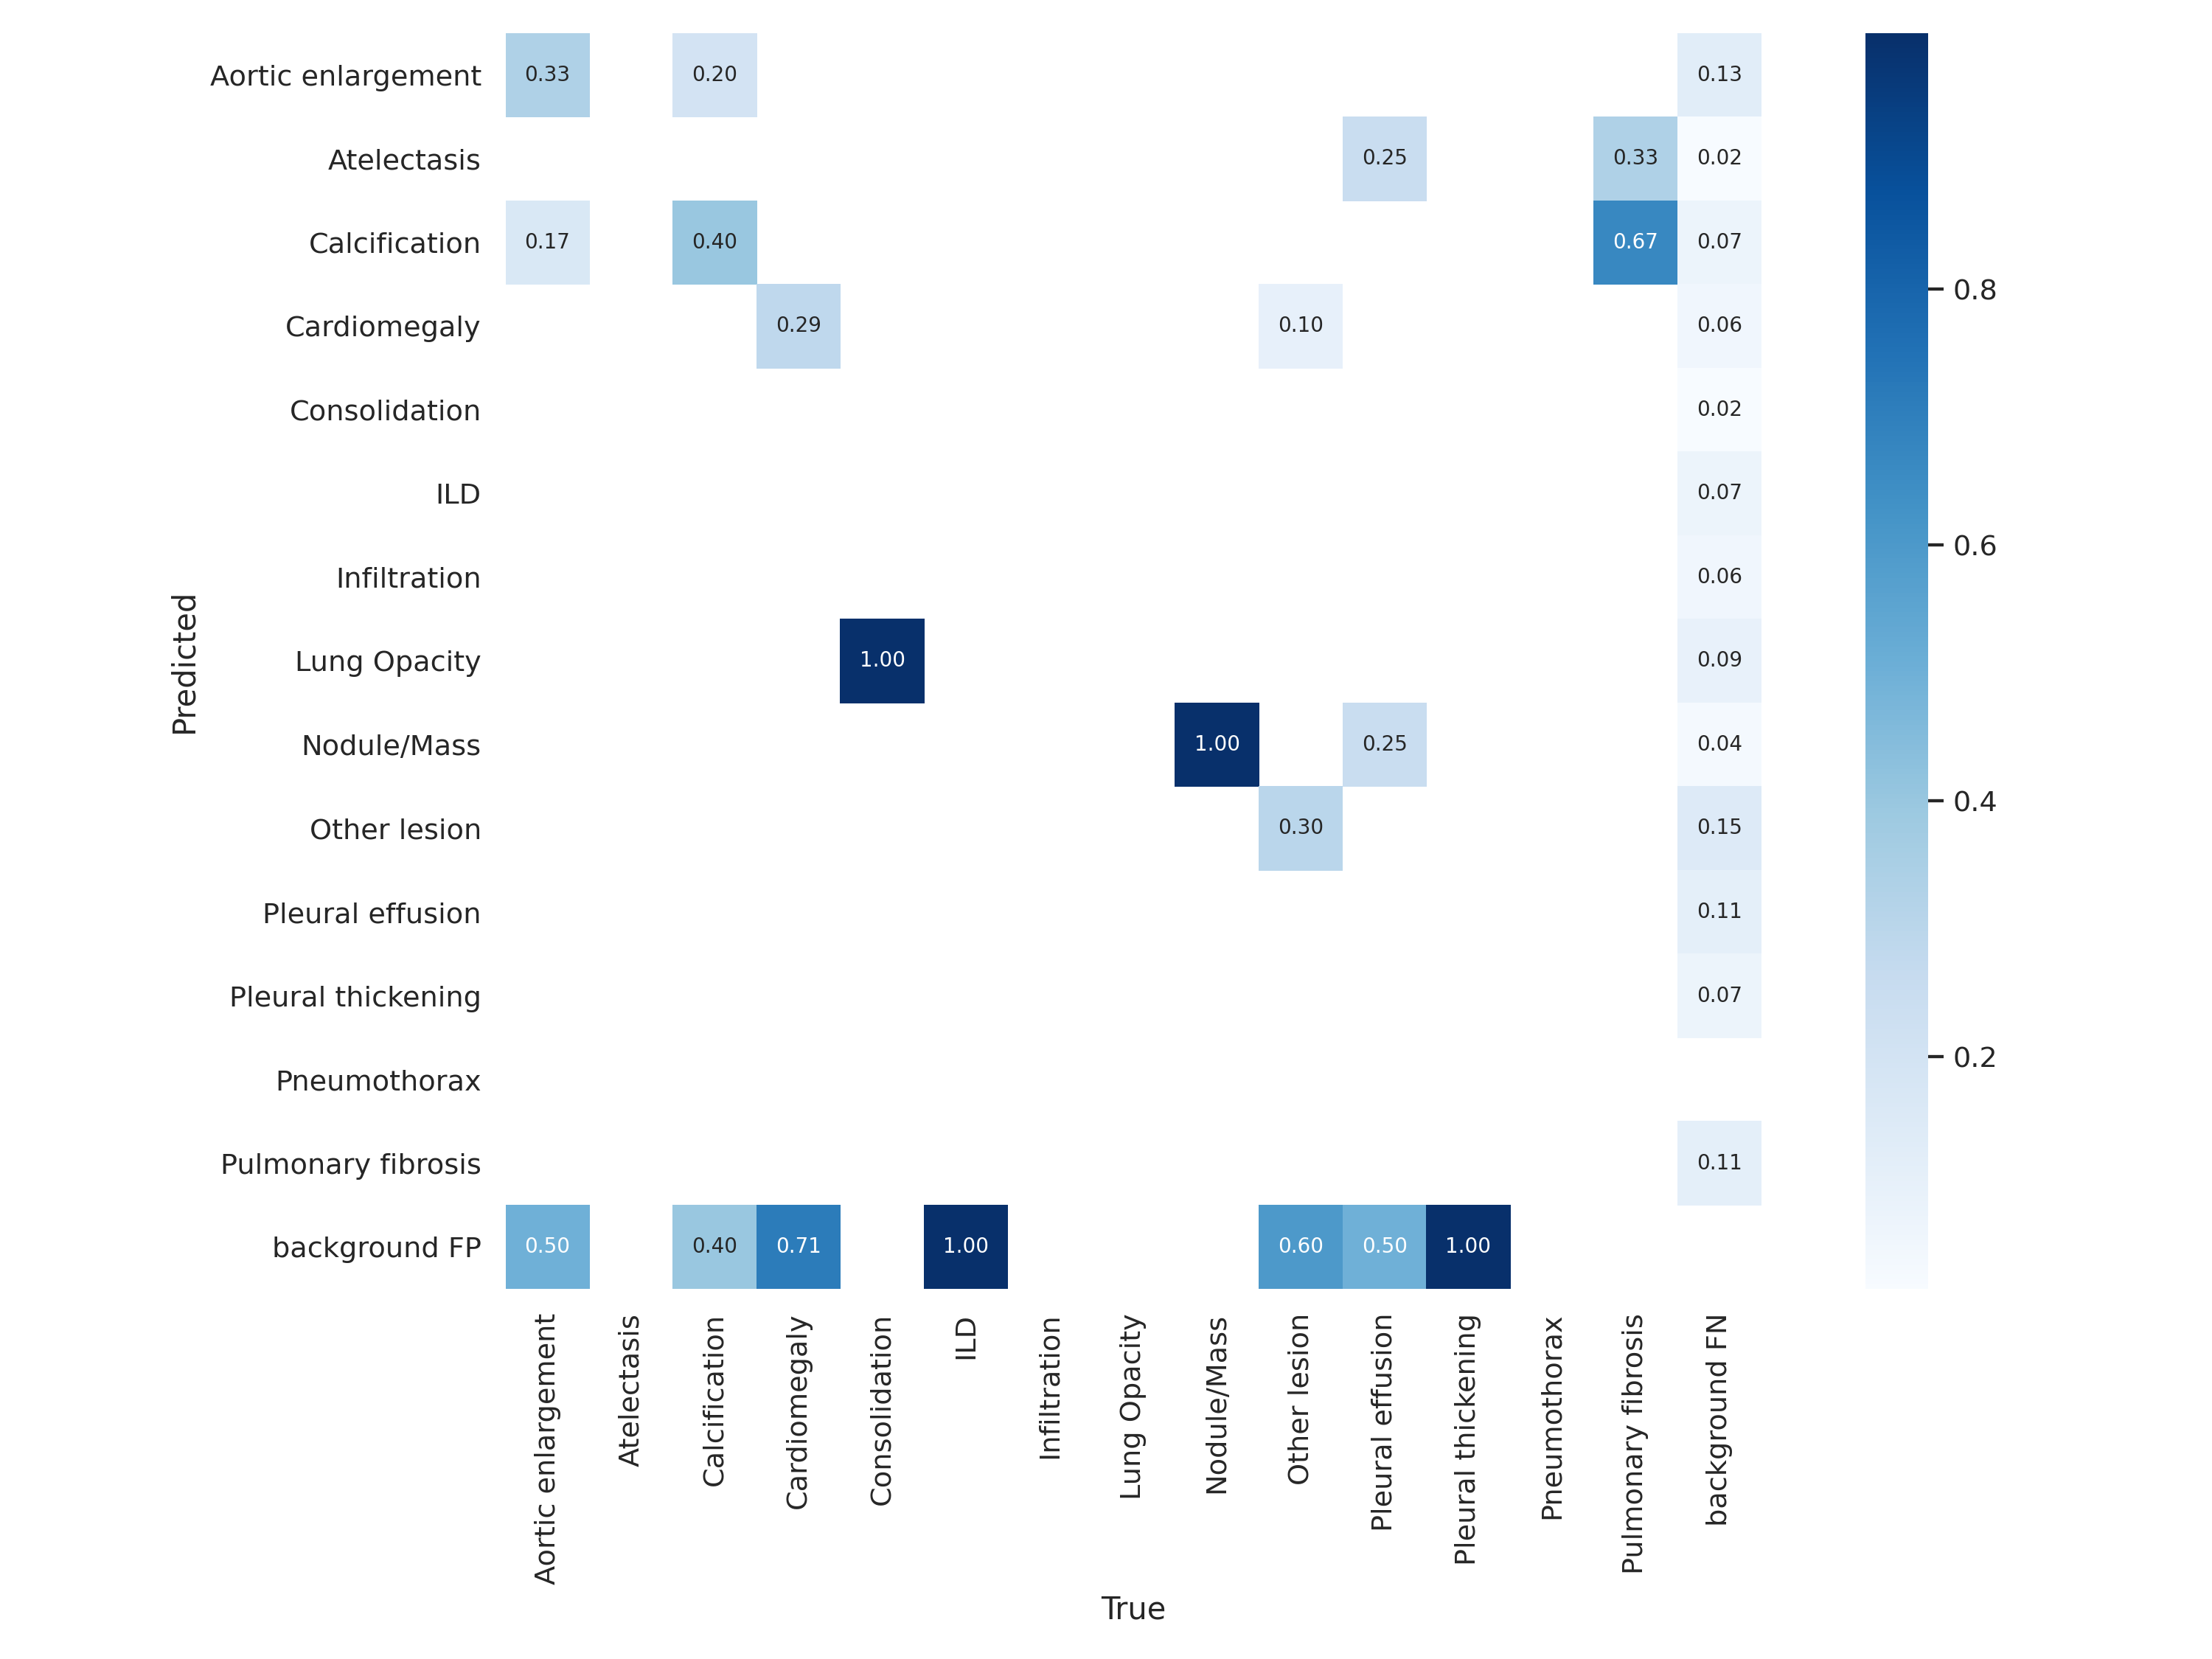 Aortic enlargement 0.33 0.20 0.13
Atelectasis 0.25 0.33 0.02
Calcification 0.17 0.40 0.67 0.07
Cardiomegaly 0.29 0.10 0.06
Consolidation 0.02
ILD 0.07
Infiltration 0.06
Lung Opacity 1.00 0.09
Nodule/Mass 1.00 0.25 0.04
Other lesion 0.30 0.15
Pleural effusion 0.11
Pleural thickening 0.07
Pneumothorax
Pulmonary fibrosis 0.11
background FP 0.50 0.40 0.71 1.00 0.60 0.50 1.00
Predicted
Aortic enlargement
Atelectasis
Calcification
Cardiomegaly
Consolidation
ILD
Infiltration
Lung Opacity
Nodule/Mass
Other lesion
Pleural effusion
Pleural thickening
Pneumothorax
Pulmonary fibrosis
background FN
True
0.8
0.6
0.4
0.2